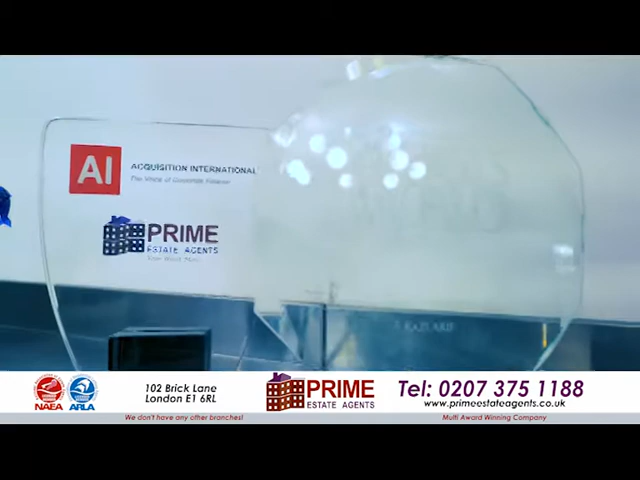 AI
ACQUISITION INTERNATIONAL
The Voice of Corporate Finance
PRIME
ESTATE AGENTS
NAEA
ARLA
102 Brick Lane
London E1 6RL
PRIME
ESTATE AGENTS
Tel: 0207 375 1188
www.primeestateagents.co.uk
We don't have any other branches!
Multi Award Winning Company